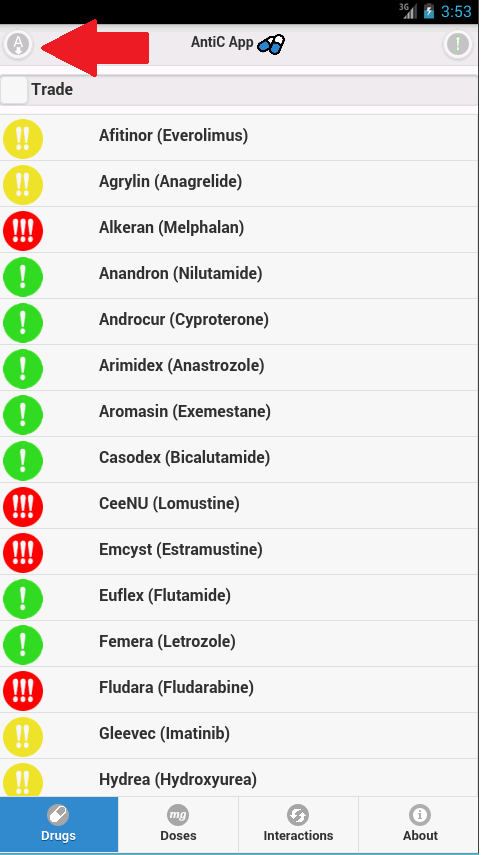 3G 3:53
A AntiC App !
Trade
!! Afitinor (Everolimus)
!! Agrylin (Anagrelide)
!!! Alkeran (Melphalan)
! Anandron (Nilutamide)
! Androcur (Cyproterone)
! Arimidex (Anastrozole)
! Aromasin (Exemestane)
! Casodex (Bicalutamide)
!!! CeeNU (Lomustine)
!!! Emcyst (Estramustine)
! Euflex (Flutamide)
! Femera (Letrozole)
!!! Fludara (Fludarabine)
!! Gleevec (Imatinib)
!! Hydrea (Hydroxyurea)
mg i
Drugs Doses Interactions About